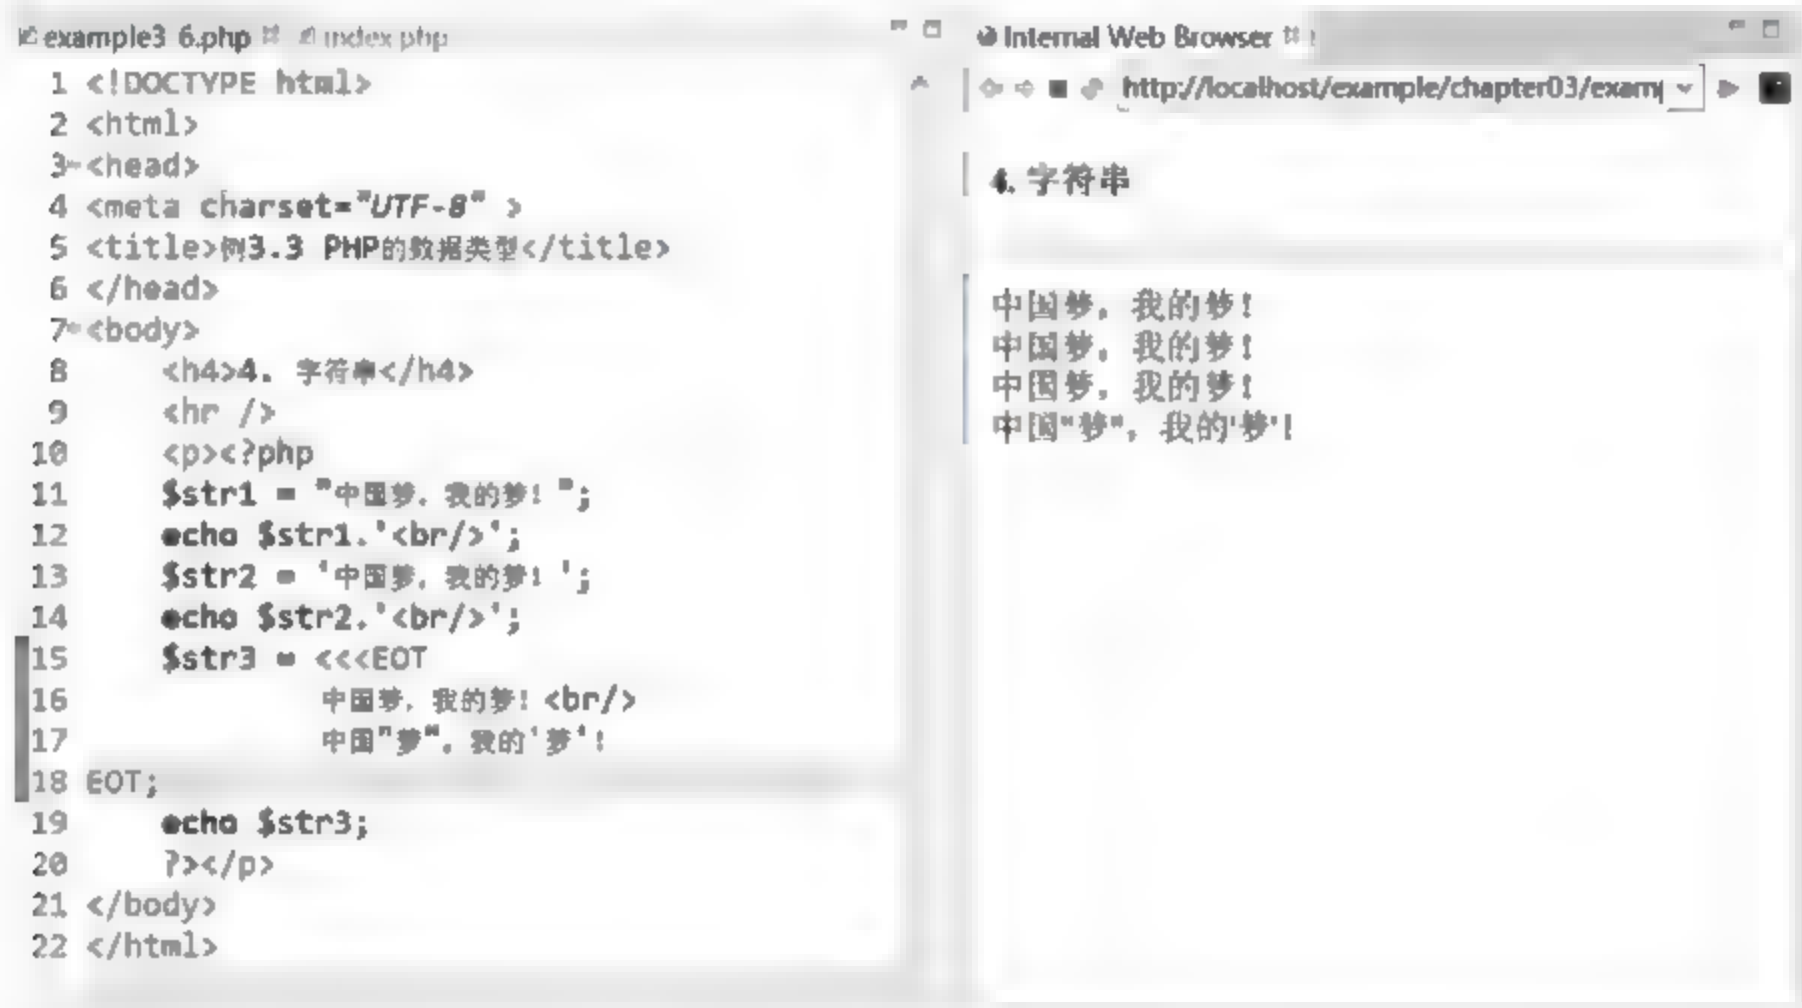 example3_6.php index.php
1 <!DOCTYPE html>
2 <html>
3 <head>
4 <meta charset="UTF-8" >
5 <title>例3.3 PHP的数据类型</title>
6 </head>
7 <body>
8 <h4>4. 字符串</h4>
9 <hr />
10 <p><?php
11 $str1 = "中国梦，我的梦！";
12 echo $str1.'<br/>';
13 $str2 = '中国梦，我的梦！';
14 echo $str2.'<br/>';
15 $str3 = <<<EOT
16 中国梦，我的梦！<br/>
17 中国"梦"，我的'梦'！
18 EOT;
19 echo $str3;
20 ?></p>
21 </body>
22 </html>
Internal Web Browser
http://localhost/example/chapter03/exam
4. 字符串
中国梦，我的梦！
中国梦，我的梦！
中国梦，我的梦！
中国"梦"，我的'梦'！